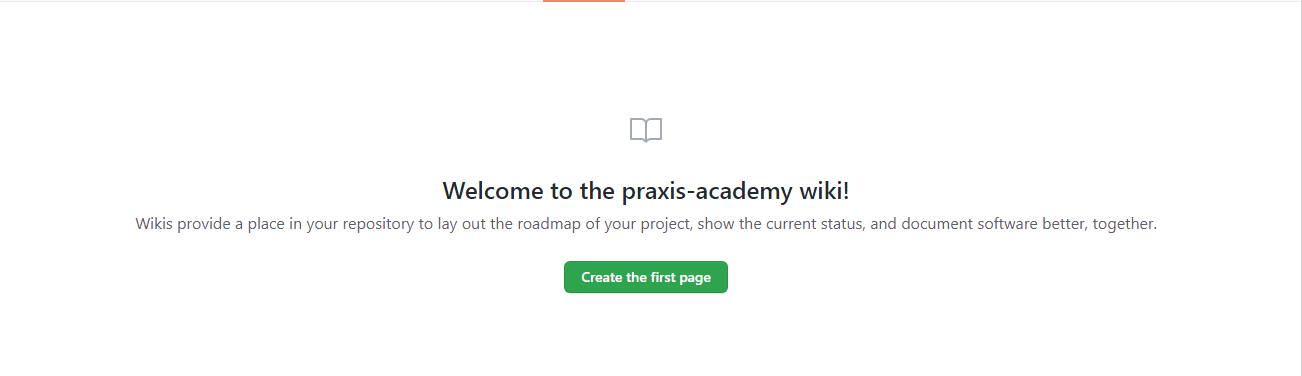 Welcome to the praxis-academy wiki!
Wikis provide a place in your repository to lay out the roadmap of your project, show the current status, and document software better, together.
Create the first page